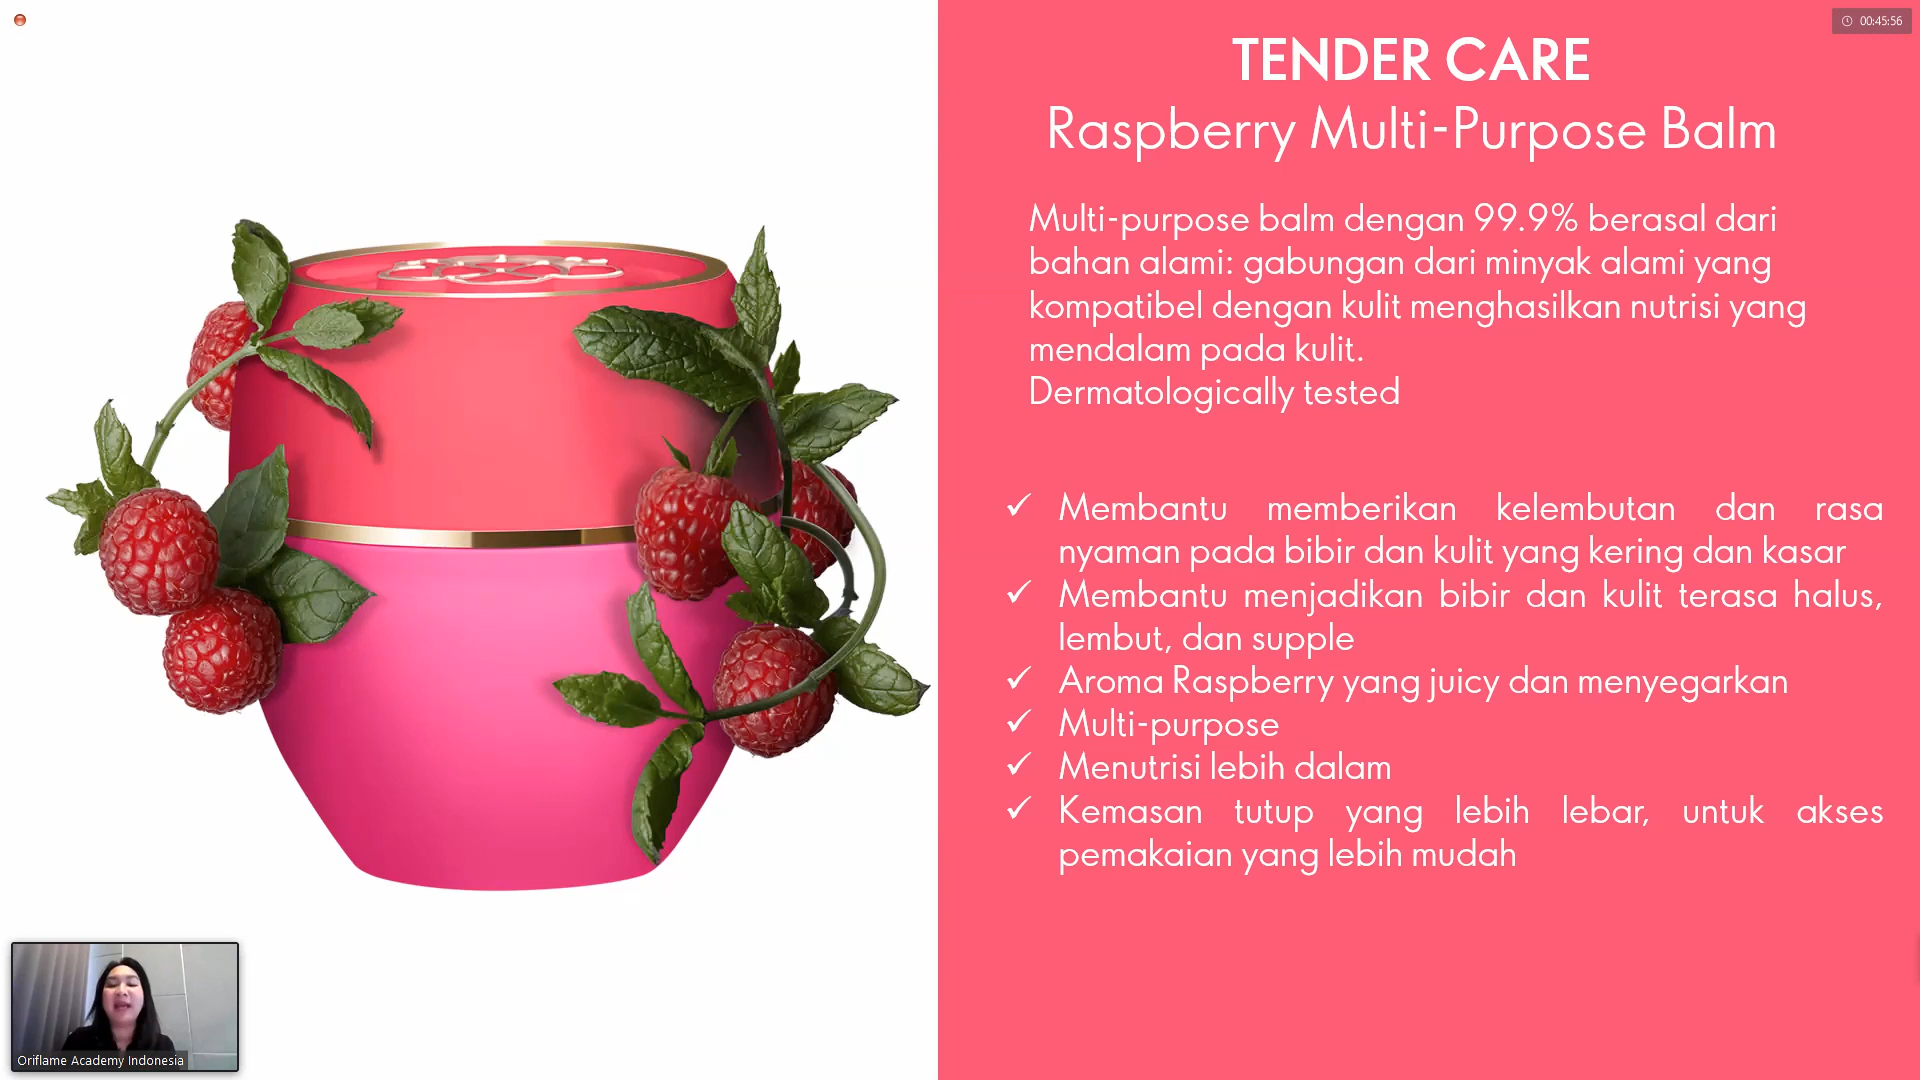 00:45:56
TENDER CARE
Raspberry Multi-Purpose Balm
Multi-purpose balm dengan 99.9% berasal dari
bahan alami: gabungan dari minyak alami yang
kompatibel dengan kulit menghasilkan nutrisi yang
mendalam pada kulit.
Dermatologically tested
✓ Membantu memberikan kelembutan dan rasa
nyaman pada bibir dan kulit yang kering dan kasar
✓ Membantu menjadikan bibir dan kulit terasa halus,
lembut, dan supple
✓ Aroma Raspberry yang juicy dan menyegarkan
✓ Multi-purpose
✓ Menutrisi lebih dalam
✓ Kemasan tutup yang lebih lebar, untuk akses
pemakaian yang lebih mudah
Oriflame Academy Indonesia